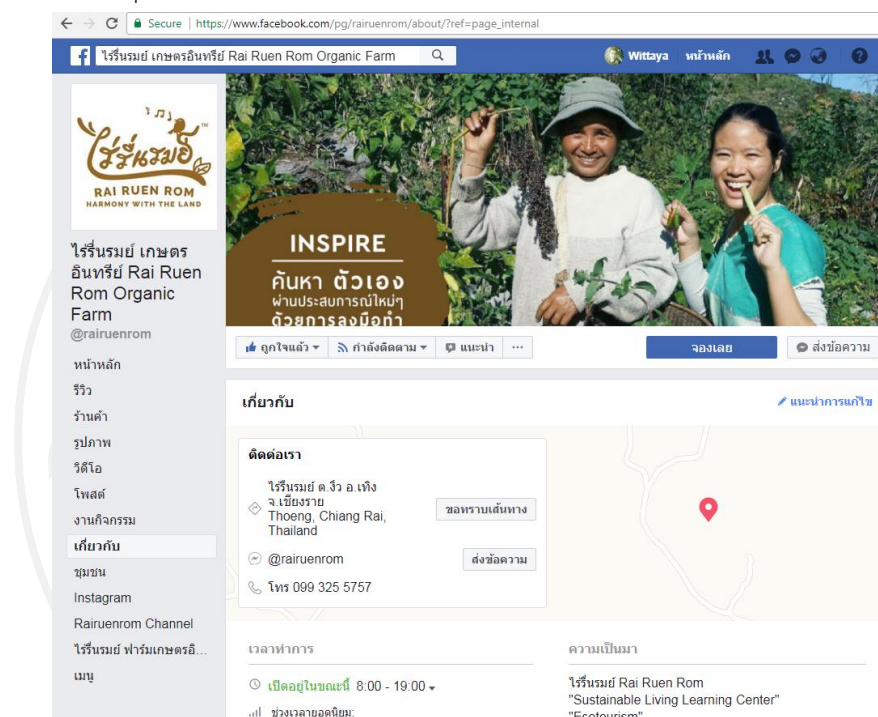 Secure | https://www.facebook.com/pg/rairuenrom/about/?ref=page_internal
ไร่รื่นรมย์ เกษตรอินทรีย์ Rai Ruen Rom Organic Farm
Wittaya
หน้าหลัก
ไร่รื่นรมย์
TM
RAI RUEN ROM
HARMONY WITH THE LAND
INSPIRE
ค้นหา ตัวเอง
ผ่านประสบการณ์ใหม่ๆ
ด้วยการลงมือทำ
ไร่รื่นรมย์ เกษตร
อินทรีย์ Rai Ruen
Rom Organic
Farm
@rairuenrom
หน้าหลัก
รีวิว
ร้านค้า
รูปภาพ
วิดีโอ
โพสต์
งานกิจกรรม
เกี่ยวกับ
ชุมชน
Instagram
Rairuenrom Channel
ไร่รื่นรมย์ ฟาร์มเกษตรอิ...
เมนู
ถูกใจแล้ว
กำลังติดตาม
แนะนำ
...
จองเลย
ส่งข้อความ
เกี่ยวกับ
แนะนำการแก้ไข
ติดต่อเรา
ไร่รื่นรมย์ ต.งิ้ว อ.เทิง
จ.เชียงราย
Thoeng, Chiang Rai,
Thailand
ขอทราบเส้นทาง
@rairuenrom
ส่งข้อความ
โทร 099 325 5757
เวลาทำการ
เปิดอยู่ในขณะนี้ 8:00 - 19:00
ช่วงเวลายอดนิยม:
ความเป็นมา
ไร่รื่นรมย์ Rai Ruen Rom
"Sustainable Living Learning Center"
"Ecotourism"